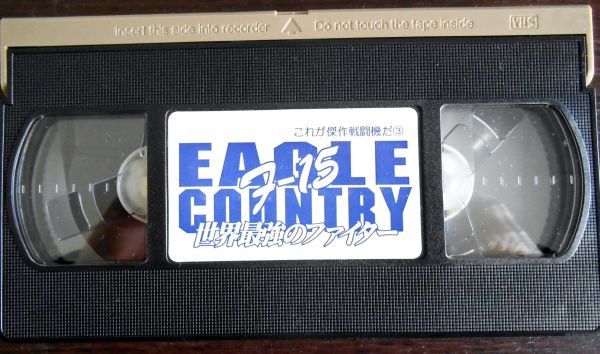 Insert this side into recorder
Do not touch the tape inside
VHS
これが傑作戦闘機だ③
EAGLE
F-15
COUNTRY
世界最強のファイター